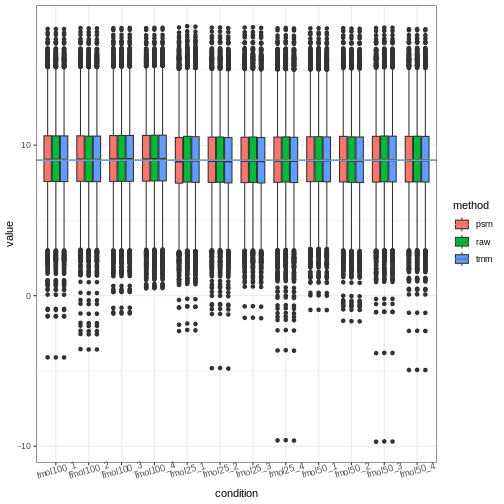 10
0
-10
value
fmol100_1
fmol100_2
fmol100_3
fmol100_4
fmol25_1
fmol25_2
fmol25_3
fmol25_4
fmol50_1
fmol50_2
fmol50_3
fmol50_4
condition
method
psrn
raw
tmm